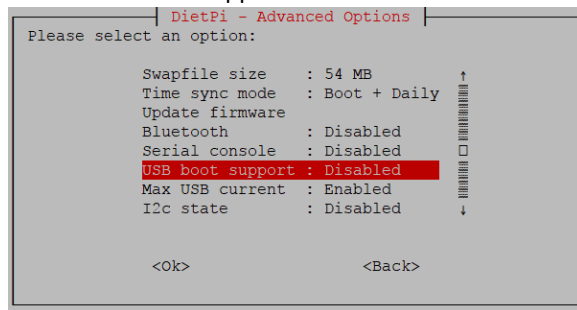 DietPi - Advanced Options
Please select an option:
Swapfile size : 54 MB
Time sync mode : Boot + Daily
Update firmware
Bluetooth : Disabled
Serial console : Disabled
USB boot support : Disabled
Max USB current : Enabled
I2c state : Disabled
<Ok> <Back>